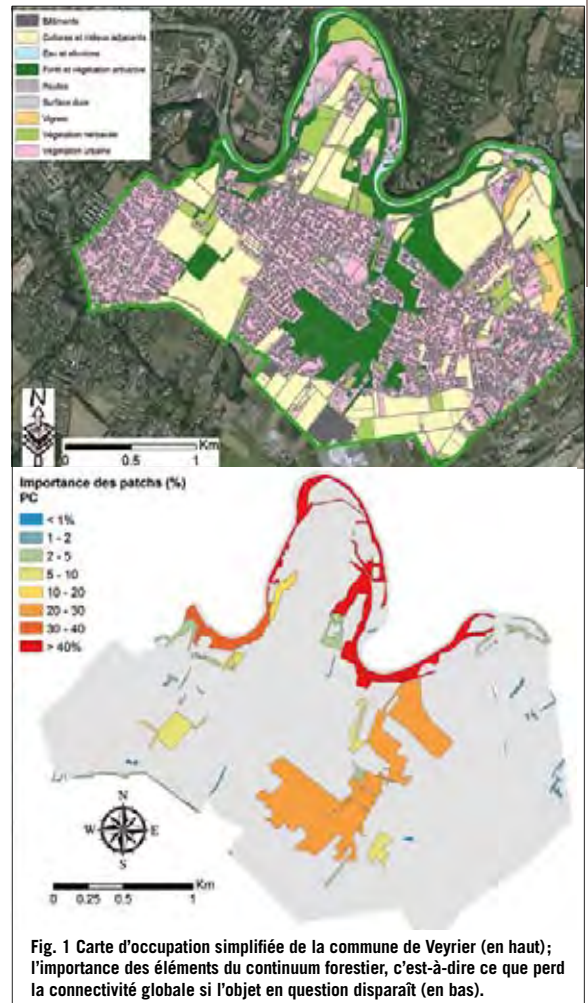 Bâtiments
Cultures et milieux adjacents
Eau et alluvions
Forêt et végétation arbustive
Routes
Surface dure
Vignes
Végétation herbacée
Végétation urbaine
N
0 0.5 1
Km
Importance des patchs (%)
PC
< 1%
1 - 2
2 - 5
5 - 10
10 - 20
20 - 30
30 - 40
> 40%
N
W E
S
0 0.25 0.5 1
Km
Fig. 1 Carte d’occupation simplifiée de la commune de Veyrier (en haut);
l’importance des éléments du continuum forestier, c’est-à-dire ce que perd
la connectivité globale si l’objet en question disparaît (en bas).